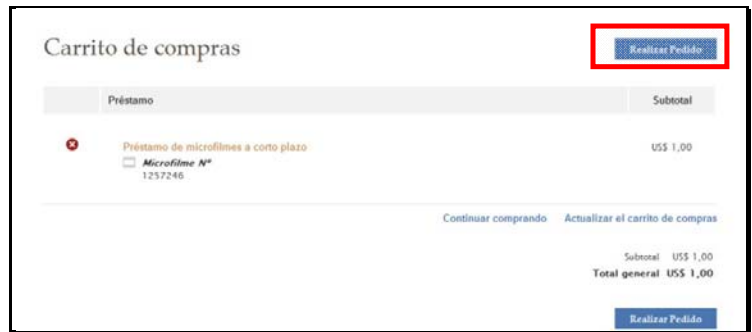 Carrito de compras
Realizar Pedido
Préstamo Subtotal
Préstamo de microfilmes a corto plazo US$ 1,00
Microfilme Nº
1257246
Continuar comprando Actualizar el carrito de compras
Subtotal US$ 1,00
Total general US$ 1,00
Realizar Pedido